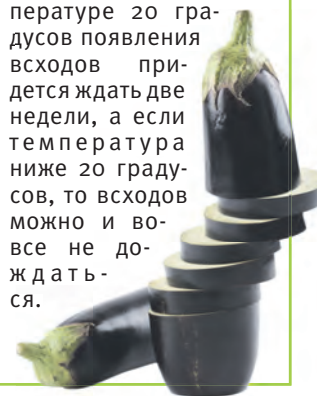 пературе 20 гра-
дусов появления
всходов при-
дется ждать две
недели, а если
температура
ниже 20 граду-
сов, то всходов
можно и во-
все не до-
ждать-
ся.